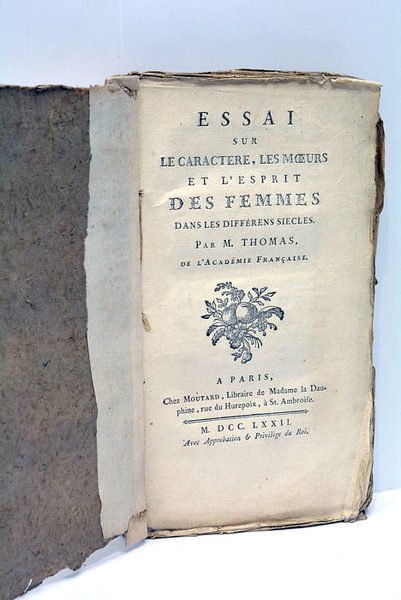 ESSAI
SUR
LE CARACTERE, LES MŒURS
ET L'ESPRIT
DES FEMMES
DANS LES DIFFÉRENS SIECLES.
PAR M. THOMAS,
DE L'ACADÉMIE FRANÇAISE.
A PARIS,
Chez MOUTARD, Libraire de Madame la Dau-
phine, rue du Hurepoix, à St. Ambroise.
M. DCC. LXXII.
Avec Approbation & Privilége du Roi.